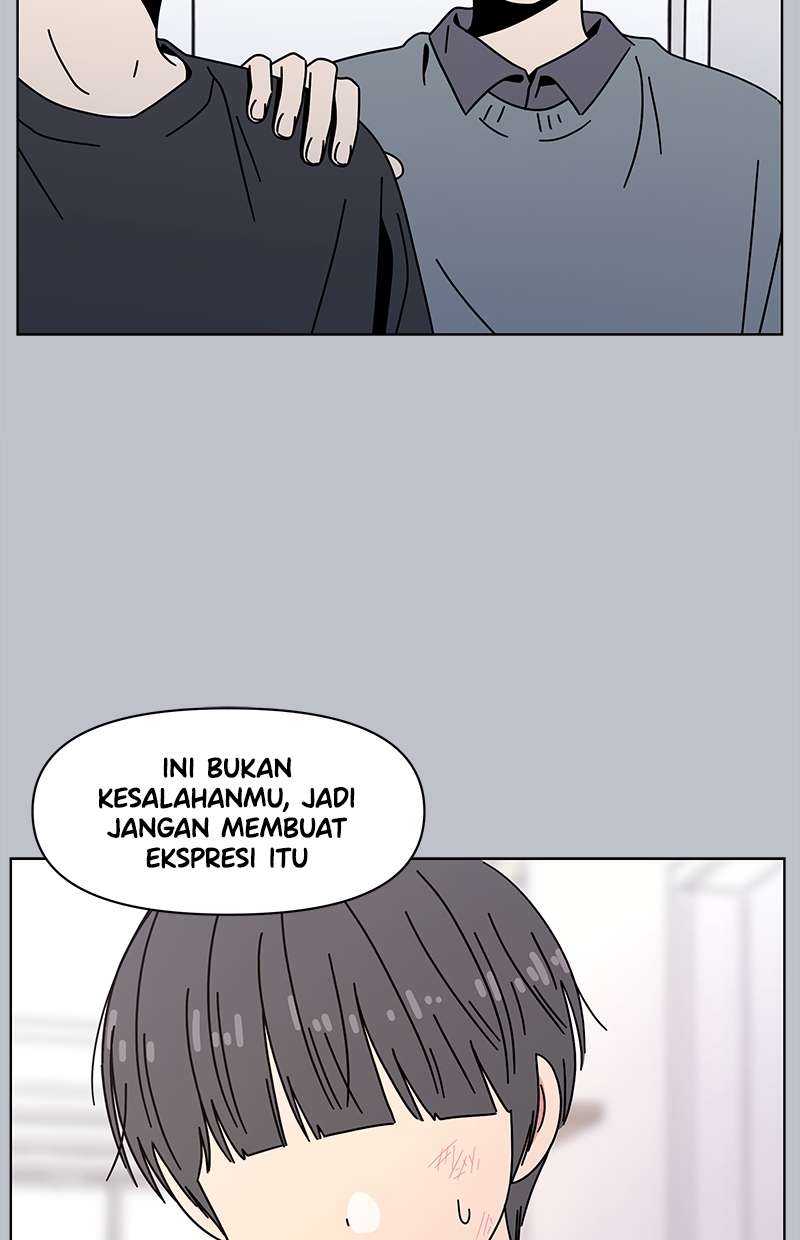 INI BUKAN
KESALAHANMU, JADI
JANGAN MEMBUAT
EKSPRESI ITU